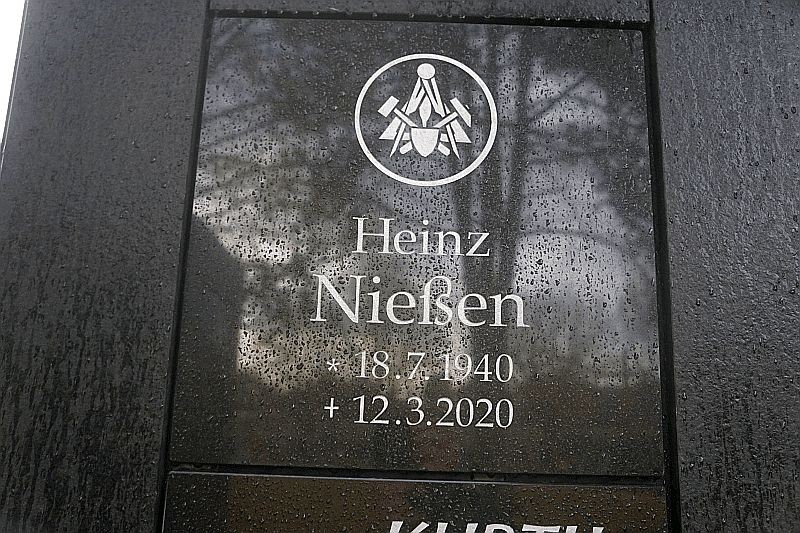 Heinz
Nießen
* 18.7.1940
+ 12.3.2020